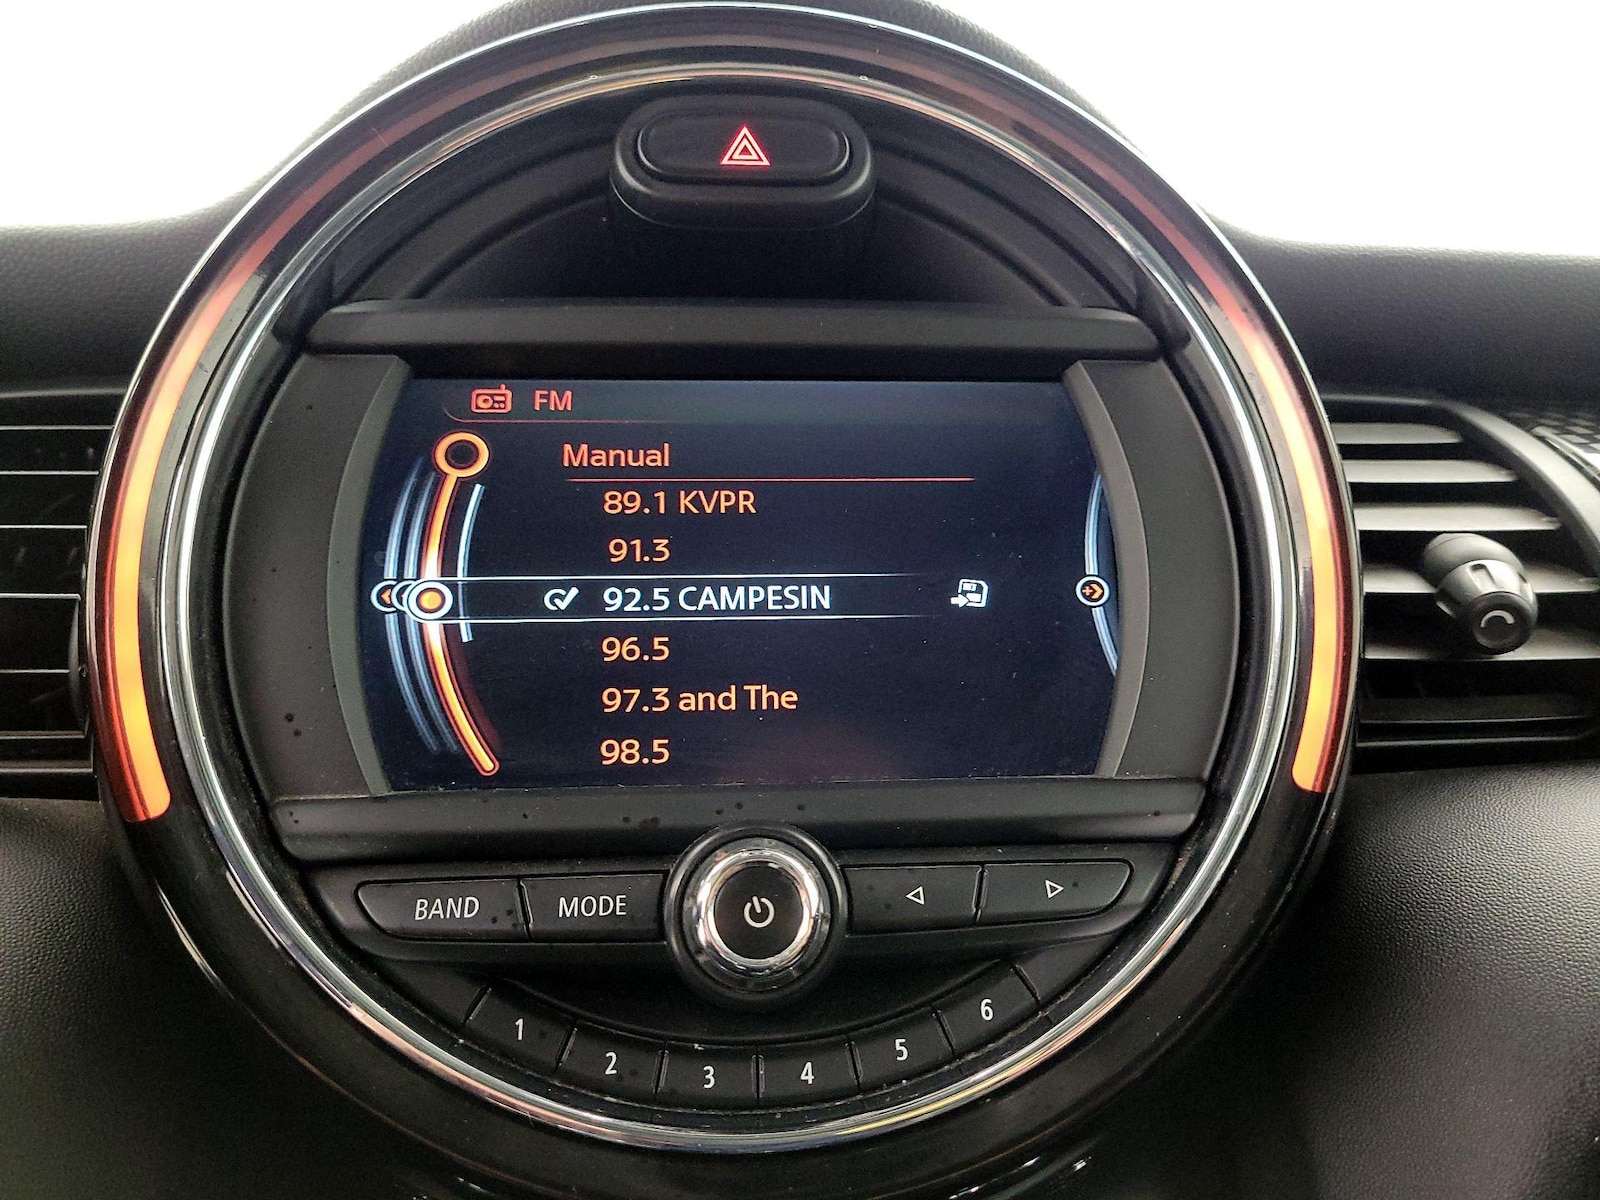 FM
Manual
89.1 KVPR
91.3
92.5 CAMPESIN
96.5
97.3 and The
98.5
BAND MODE
1 2 3 4 5 6